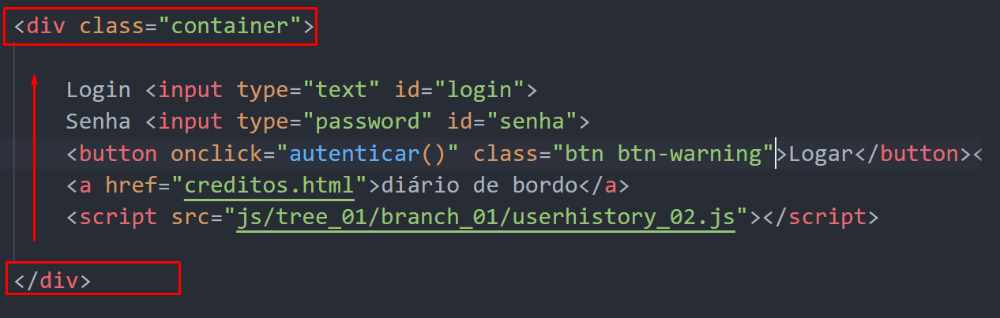 <div class="container">
Login <input type="text" id="login">
Senha <input type="password" id="senha">
<button onclick="autenticar()" class="btn btn-warning">Logar</button><
<a href="creditos.html">diário de bordo</a>
<script src="js/tree_01/branch_01/userhistory_02.js"></script>
</div>